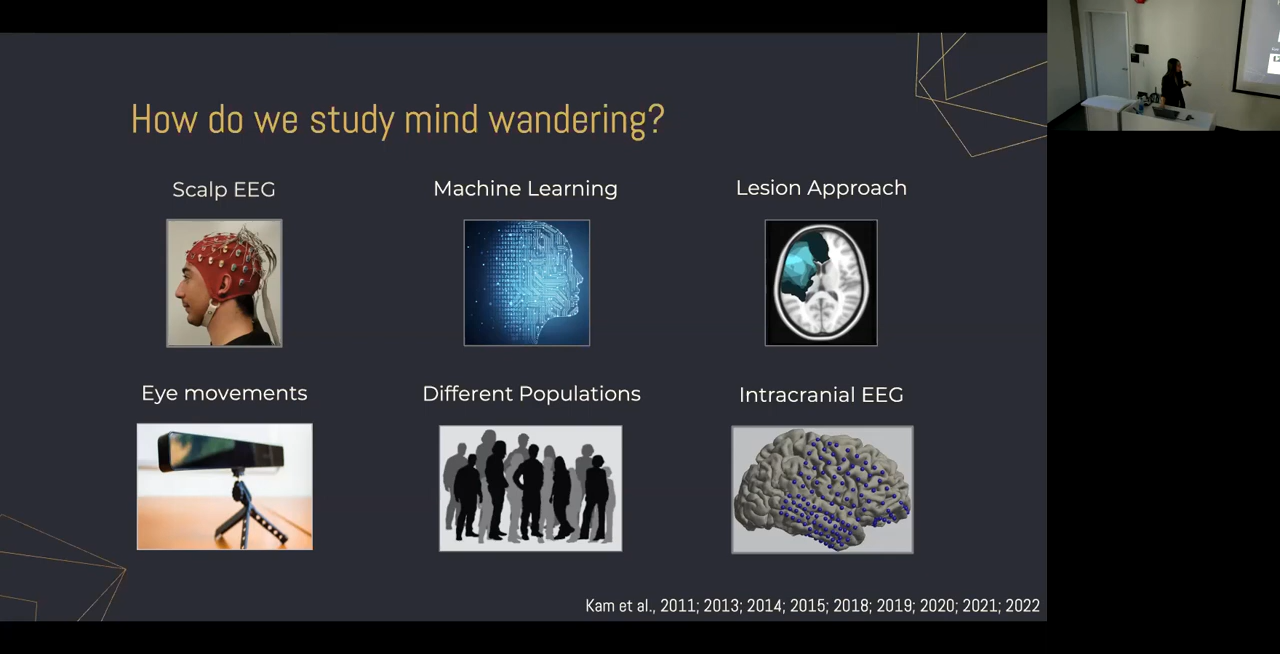 How do we study mind wandering?
Scalp EEG
Machine Learning
Lesion Approach
Eye movements
Different Populations
Intracranial EEG
Kam et al., 2011; 2013; 2014; 2015; 2018; 2019; 2020; 2021; 2022